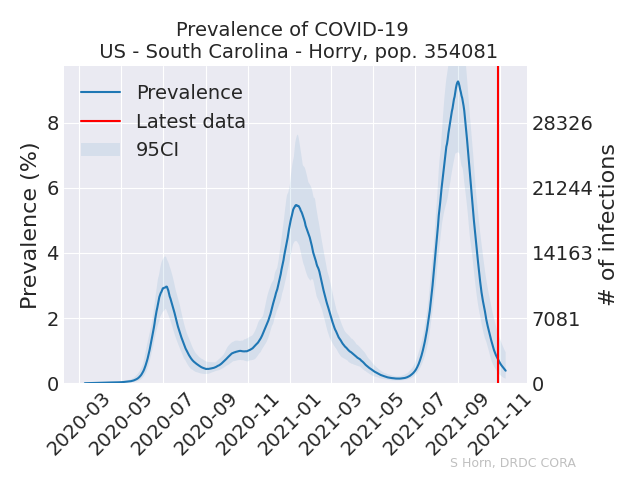 Prevalence of COVID-19
US - South Carolina - Horry, pop. 354081
Prevalence
Latest data
95CI
Prevalence (%)
8
6
4
2
0
28326
21244
14163
7081
0
# of infections
2020-03
2020-05
2020-07
2020-09
2020-11
2021-01
2021-03
2021-05
2021-07
2021-09
2021-11
S Horn, DRDC CORA